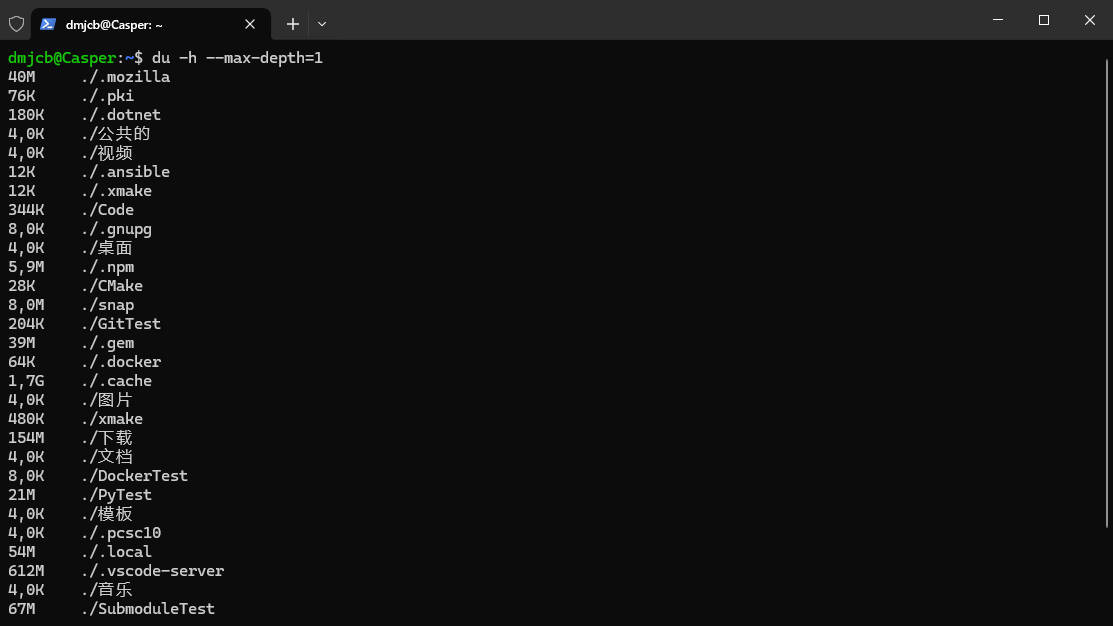 dmjcb@Casper: ~
dmjcb@Casper:~$ du -h --max-depth=1
40M ./.mozilla
76K ./.pki
180K ./.dotnet
4,0K ./公共的
4,0K ./视频
12K ./.ansible
12K ./.xmake
344K ./Code
8,0K ./.gnupg
4,0K ./桌面
5,9M ./.npm
28K ./CMake
8,0M ./snap
204K ./GitTest
39M ./.gem
64K ./.docker
1,7G ./.cache
4,0K ./图片
480K ./xmake
154M ./下载
4,0K ./文档
8,0K ./DockerTest
21M ./PyTest
4,0K ./模板
4,0K ./.pcsc10
54M ./.local
612M ./.vscode-server
4,0K ./音乐
67M ./SubmoduleTest